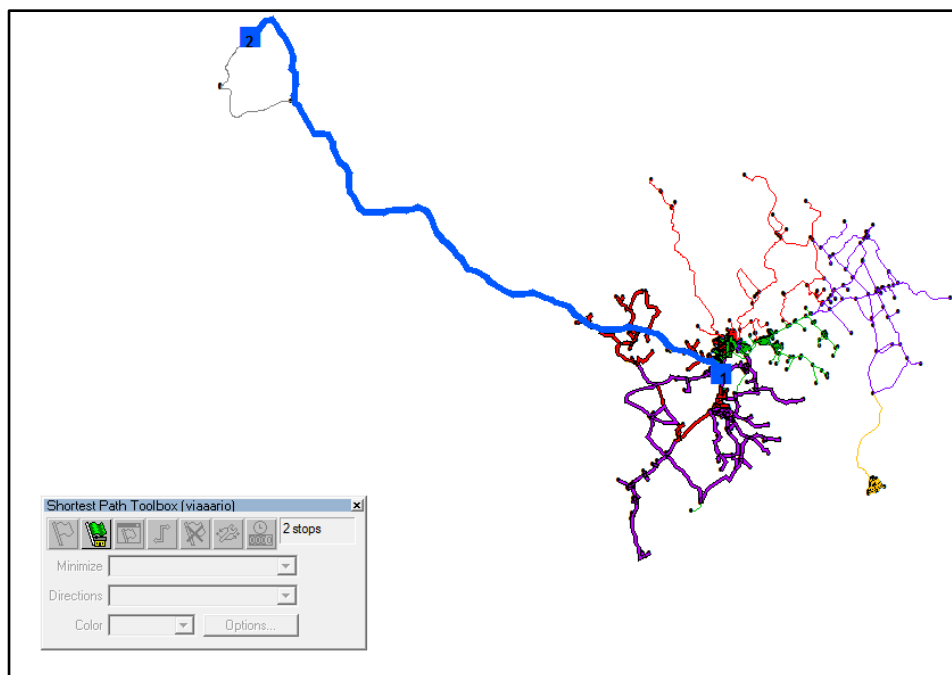 2
1
Shortest Path Toolbox (viaaario)
2 stops
Minimize
Directions
Color
Options...